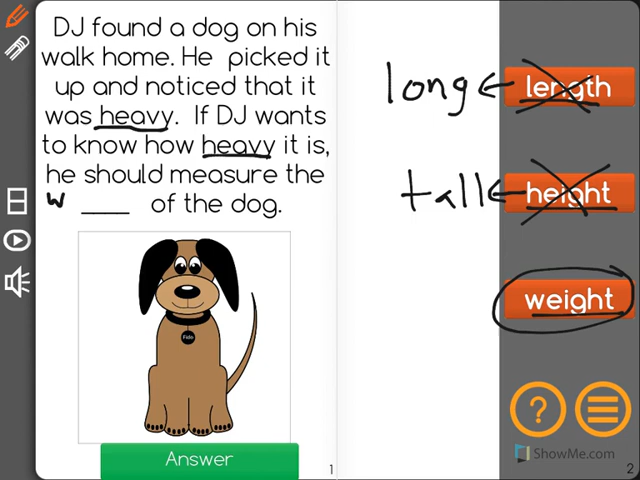 DJ found a dog on his
walk home. He picked it
up and noticed that it
was heavy. If DJ wants
to know how heavy it is,
he should measure the
w ____ of the dog.
Fido
Answer
1
long
length
tall
height
weight
?
ShowMe.com
2